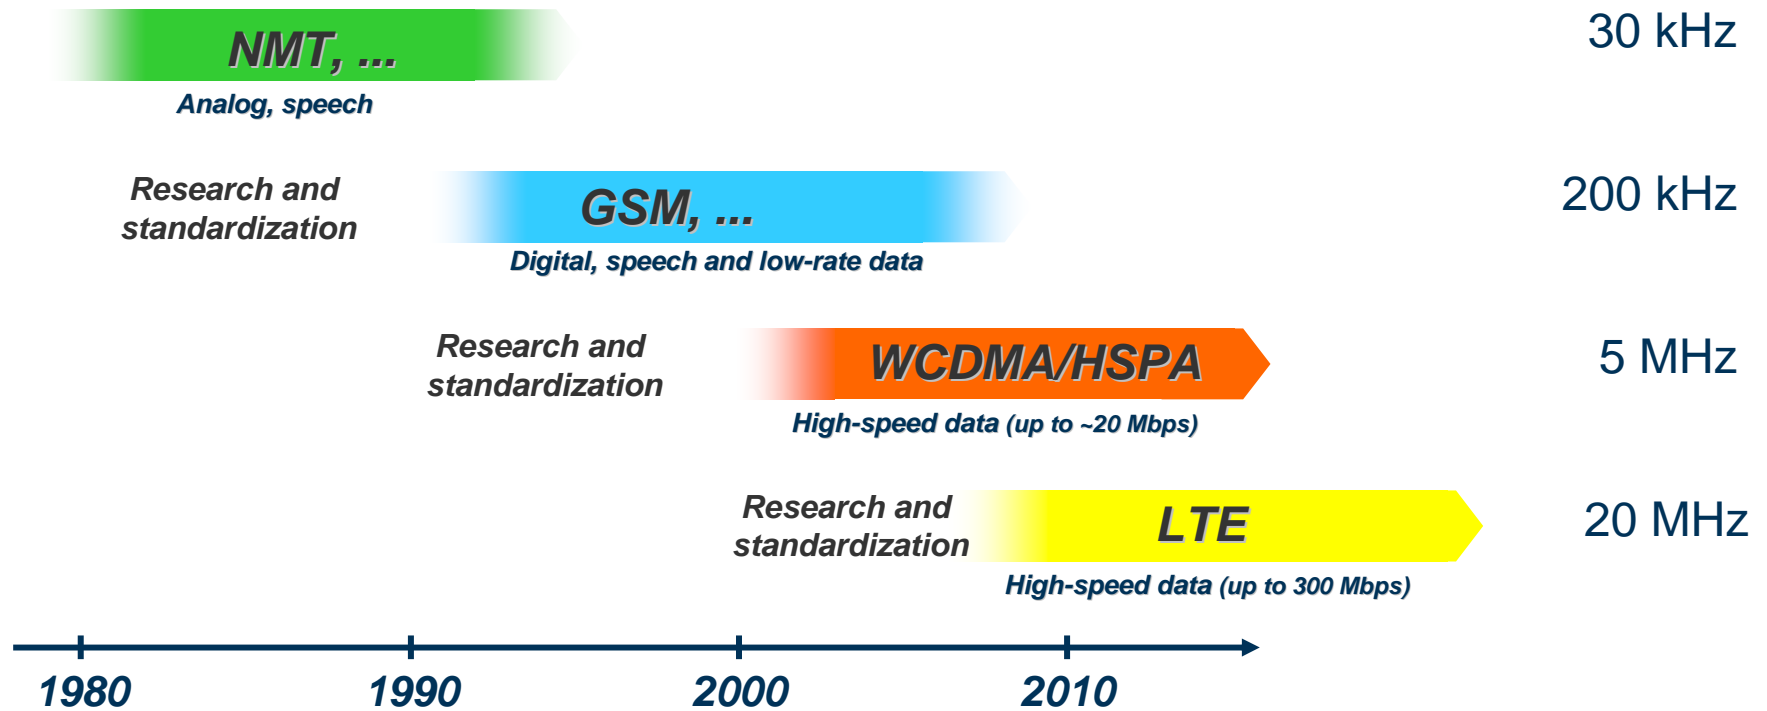 NMT, ...
30 kHz
Analog, speech
Research and
standardization
GSM, ...
200 kHz
Digital, speech and low-rate data
Research and
standardization
WCDMA/HSPA
5 MHz
High-speed data (up to ~20 Mbps)
Research and
standardization
LTE
20 MHz
High-speed data (up to 300 Mbps)
1980
1990
2000
2010